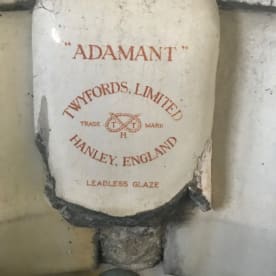 "ADAMANT"
TWYFORDS, LIMITED
TRADE T T MARK
H
HANLEY, ENGLAND
LEADLESS GLAZE